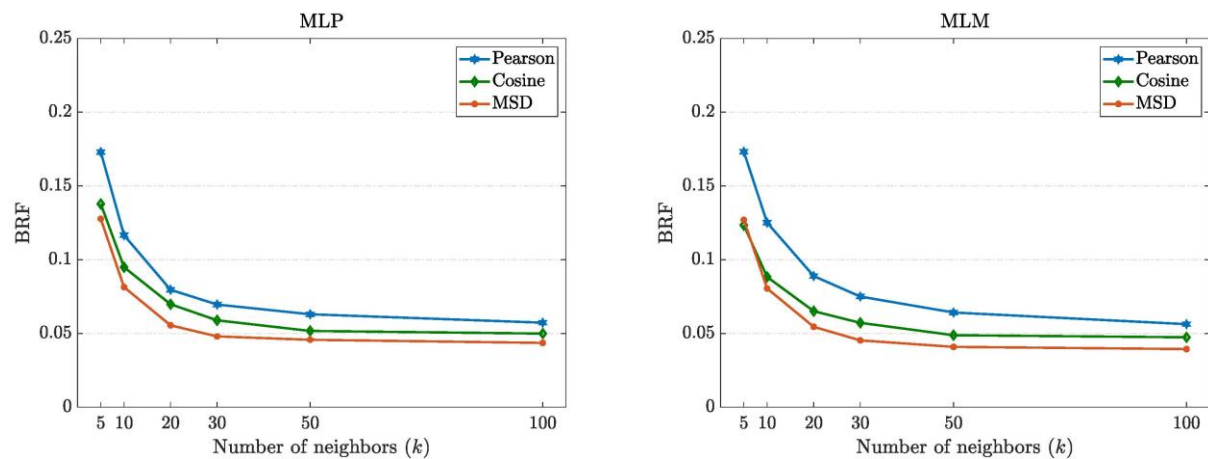 MLP
0.25
0.2
0.15
0.1
0.05
0
BRF
Pearson
Cosine
MSD
5 10 20 30 50 100
Number of neighbors (k)
MLM
0.25
0.2
0.15
0.1
0.05
0
BRF
Pearson
Cosine
MSD
5 10 20 30 50 100
Number of neighbors (k)